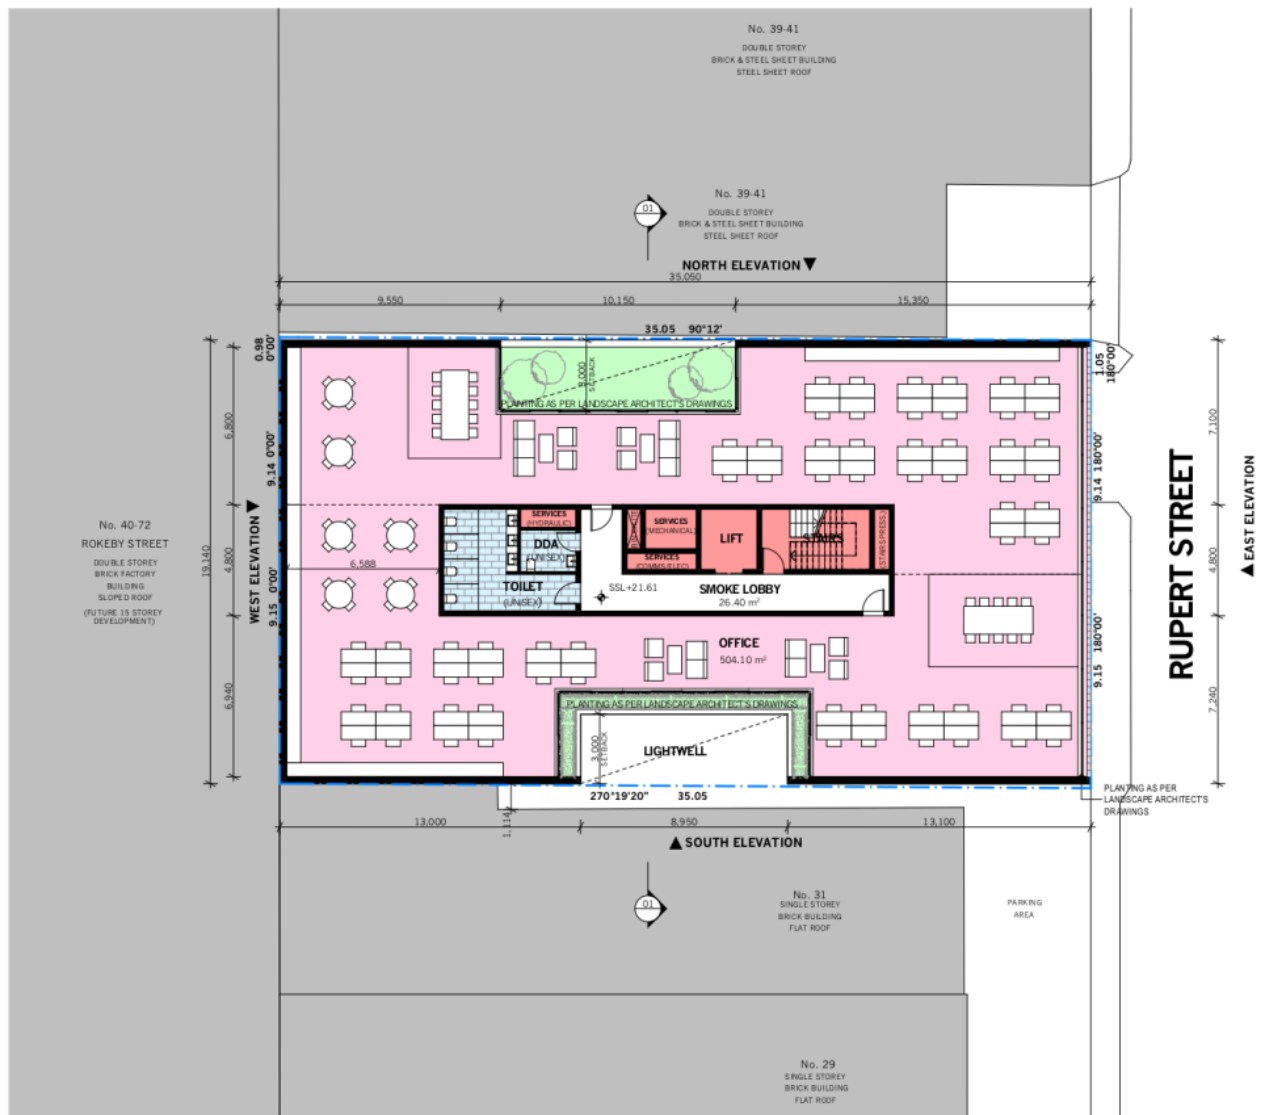 No. 39-41
DOUBLE STOREY
BRICK & STEEL SHEET BUILDING
STEEL SHEET ROOF
No. 39-41
DOUBLE STOREY
BRICK & STEEL SHEET BUILDING
STEEL SHEET ROOF
01
NORTH ELEVATION
35,050
9,550
10,150
15,350
35.05 90°12'
0.98 0°00'
1.05 180°00'
3,000
SETBACK
PLANTING AS PER LANDSCAPE ARCHITECT'S DRAWINGS
6,800
9.14 0°00'
9.14 180°00'
7,100
RUPERT STREET
EAST ELEVATION
WEST ELEVATION
No. 40-72
ROKEBY STREET
DOUBLE STOREY
BRICK FACTORY
BUILDING
SLOPED ROOF
(FUTURE 15 STOREY
DEVELOPMENT)
19,140
4,800
9.15 0°00'
6,588
SERVICES
(HYDRAULIC)
DDA
(UNISEX)
TOILET
(UNISEX)
SERVICES
(MECHANICAL)
SERVICES
(COMMS/ELEC)
LIFT
STAIRS
(STAIRS PRESS.)
SSL+21.61
SMOKE LOBBY
26.40 m²
4,800
9.15 180°00'
OFFICE
504.10 m²
6,940
7,240
PLANTING AS PER LANDSCAPE ARCHITECT'S DRAWINGS
3,000
SETBACK
LIGHTWELL
270°19'20" 35.05
PLANTING AS PER
LANDSCAPE ARCHITECT'S
DRAWINGS
13,000
1,114
8,950
13,100
SOUTH ELEVATION
01
No. 31
SINGLE STOREY
BRICK BUILDING
FLAT ROOF
PARKING
AREA
No. 29
SINGLE STOREY
BRICK BUILDING
FLAT ROOF